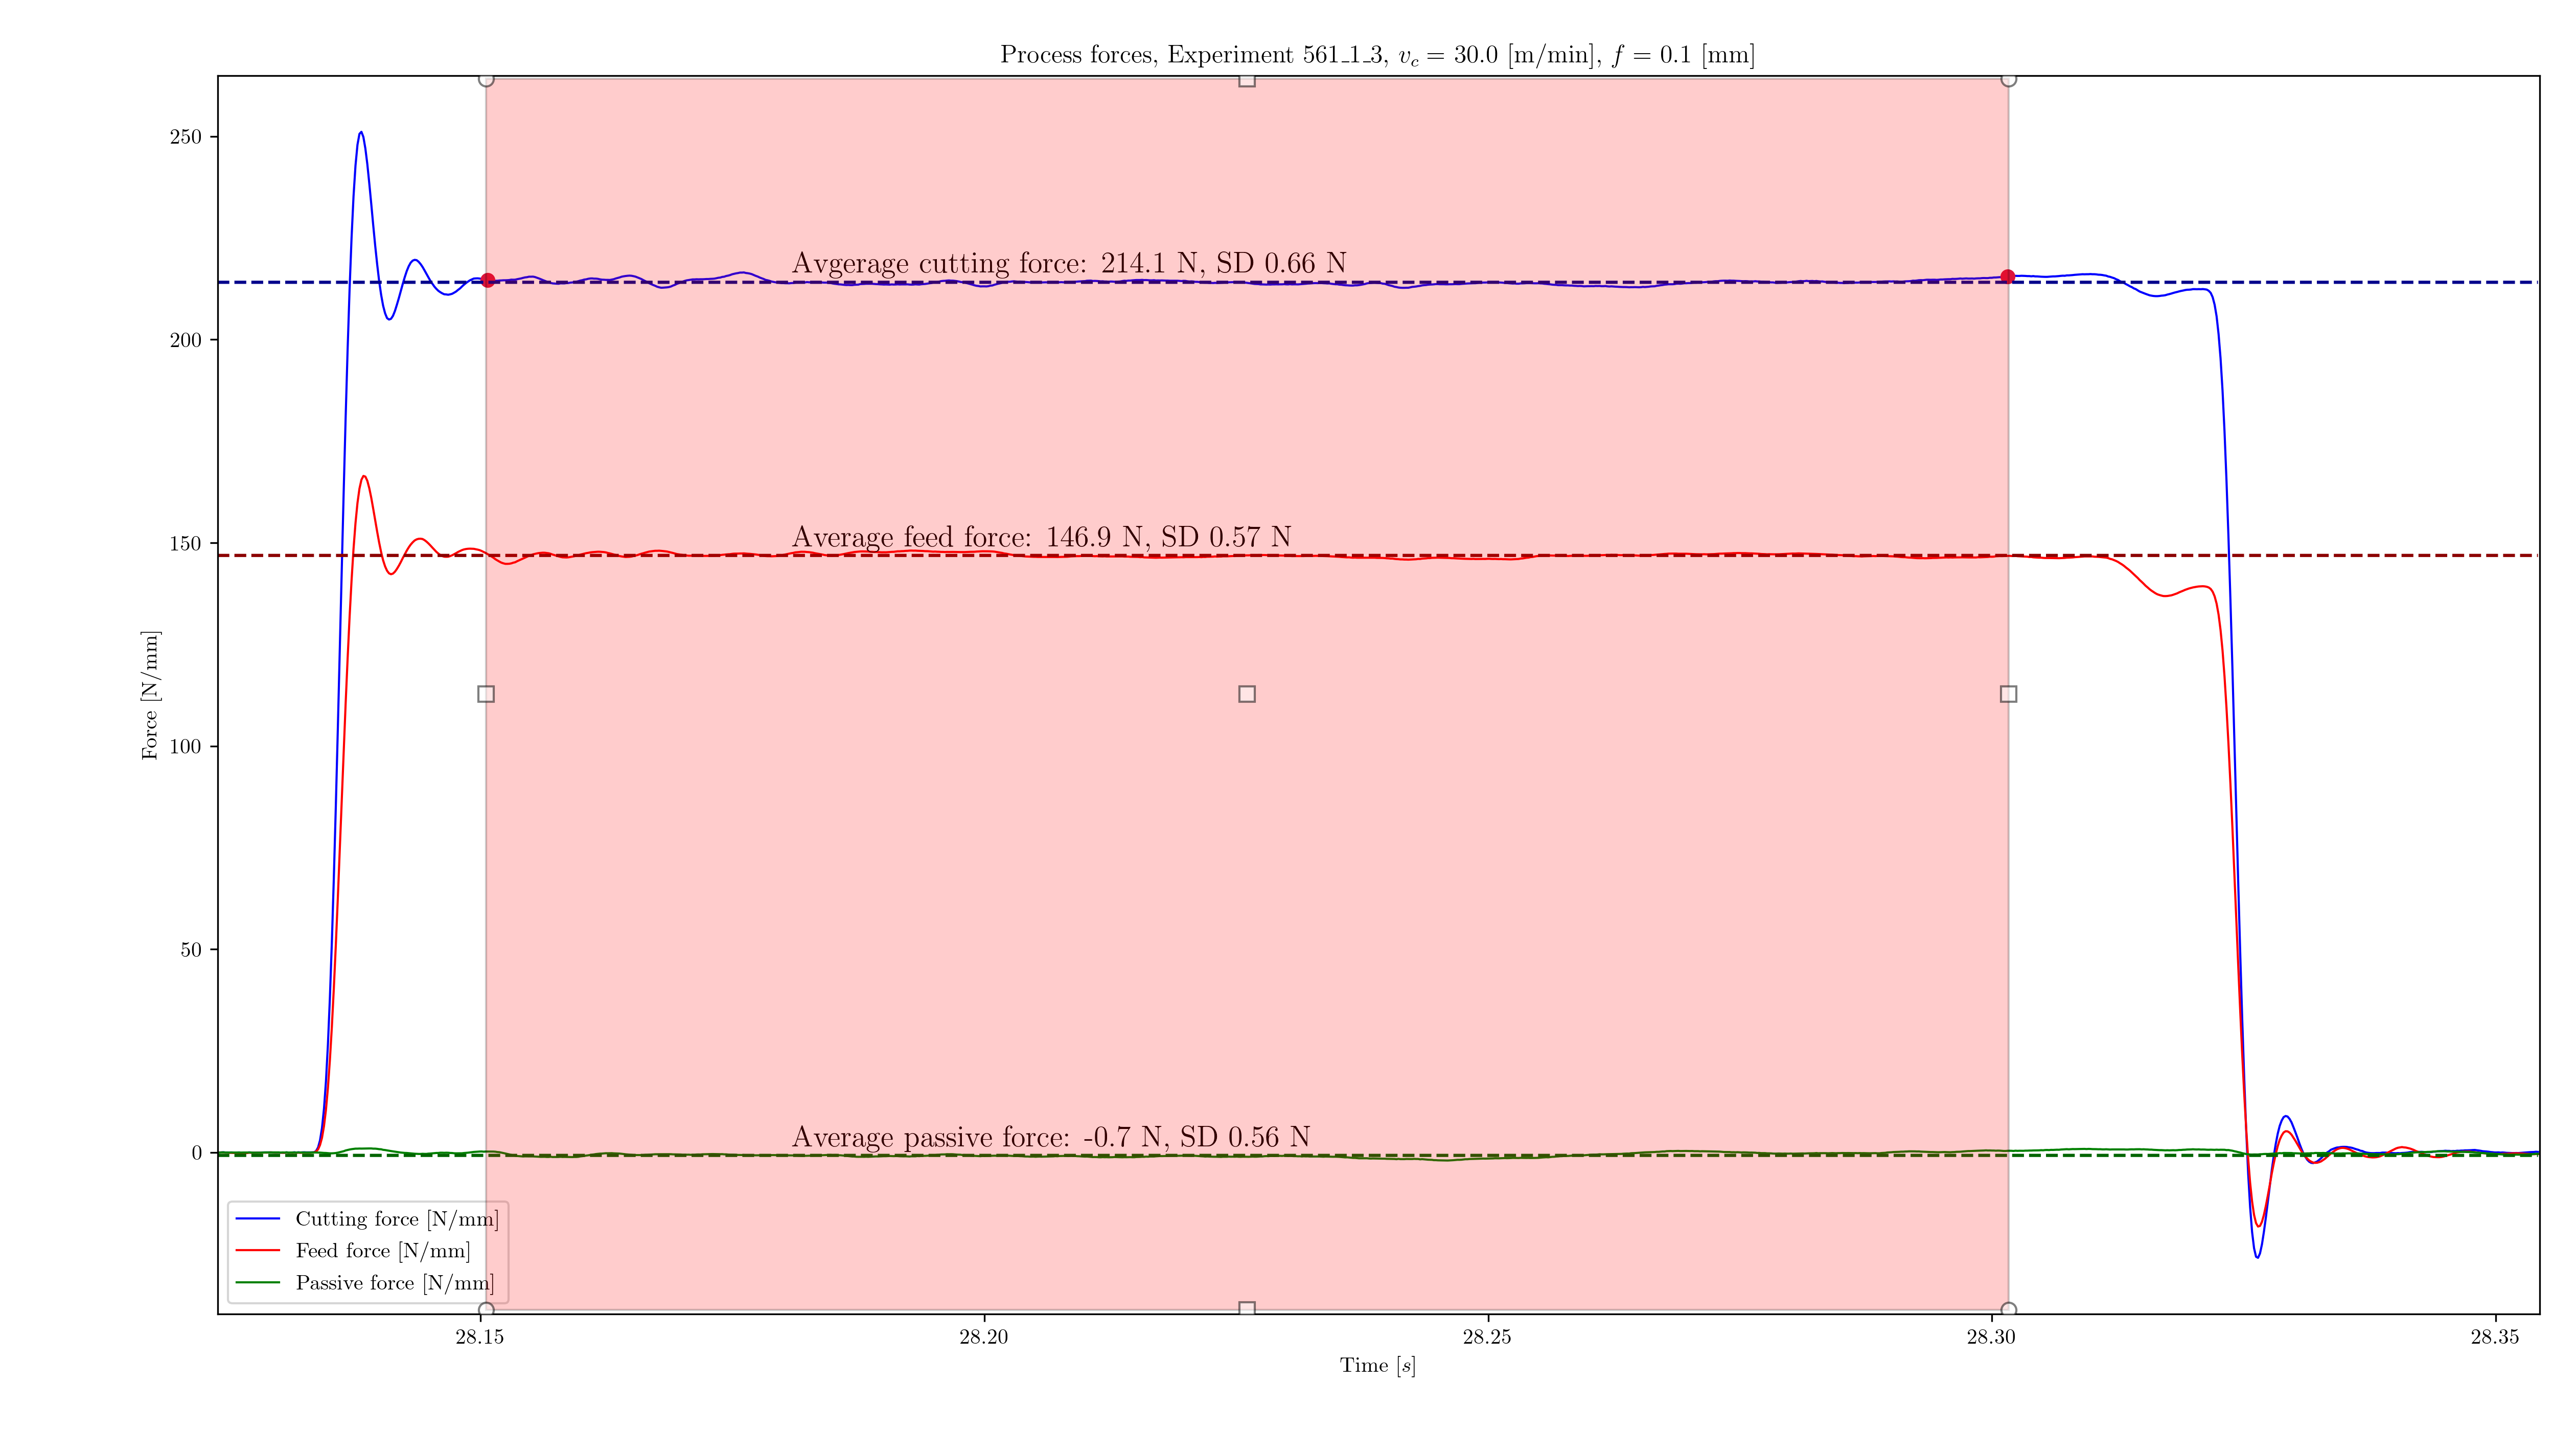 Process forces, Experiment 561_1_3, v_c = 30.0 [m/min], f = 0.1 [mm]
250
200
150
100
50
0
Force [N/mm]
Avgerage cutting force: 214.1 N, SD 0.66 N
Average feed force: 146.9 N, SD 0.57 N
Average passive force: -0.7 N, SD 0.56 N
Cutting force [N/mm]
Feed force [N/mm]
Passive force [N/mm]
28.15 28.20 28.25 28.30 28.35
Time [s]